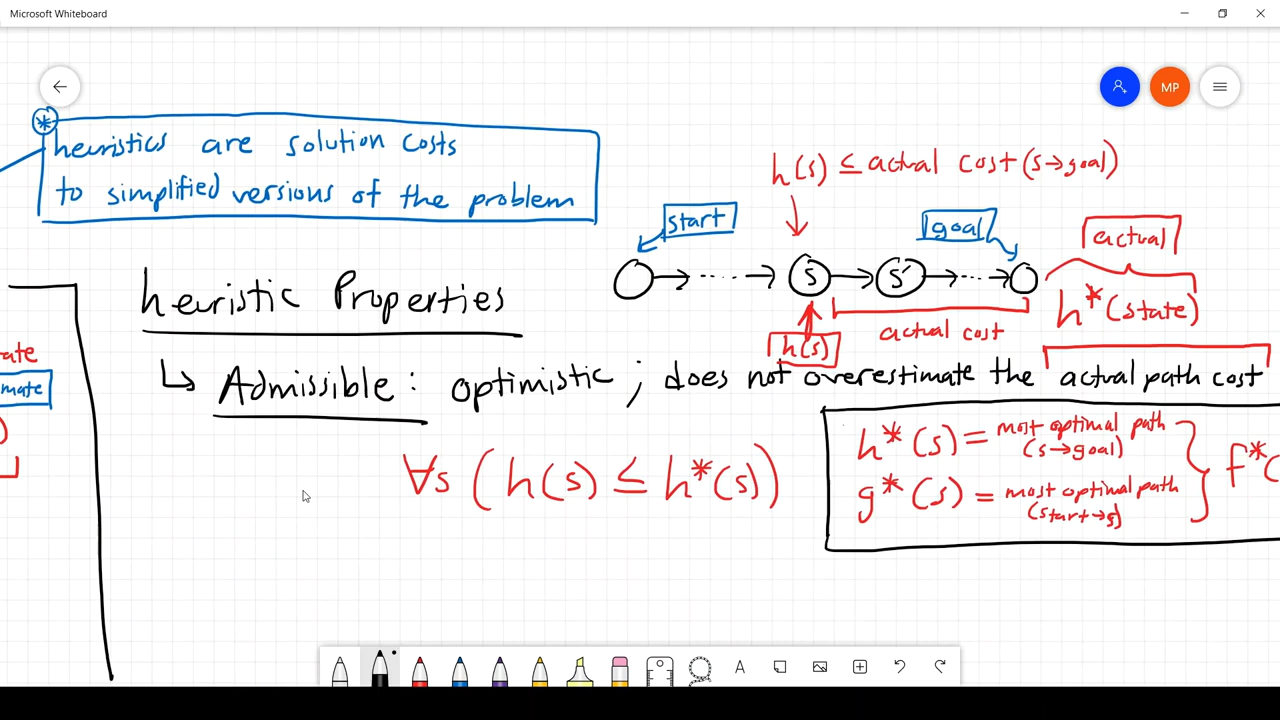 Microsoft Whiteboard
MP
*
heuristics are solution costs
to simplified versions of the problem
h(s) ≤ actual cost (s→goal)
start
goal
actual
S
S'
h*(state)
actual cost
h(s)
heuristic Properties
↳ Admissible: optimistic; does not overestimate the actual path cost
mate
∀s (h(s) ≤ h*(s))
h*(s) = most optimal path
(s→goal)
g*(s) = most optimal path
(start→s)
f*(
A